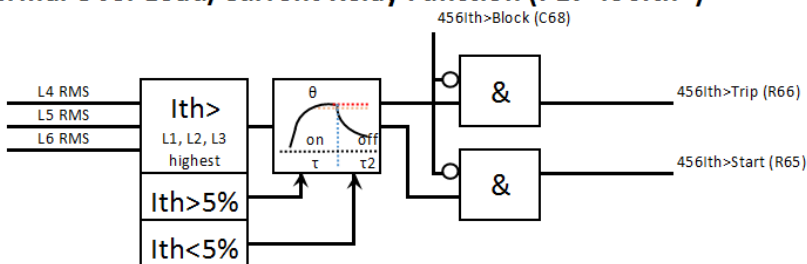 456Ith>Block (C68)
L4 RMS
L5 RMS
L6 RMS
Ith>
L1, L2, L3
highest
Ith>5%
Ith<5%
θ
on off
τ τ2
&
&
456Ith>Trip (R66)
456Ith>Start (R65)